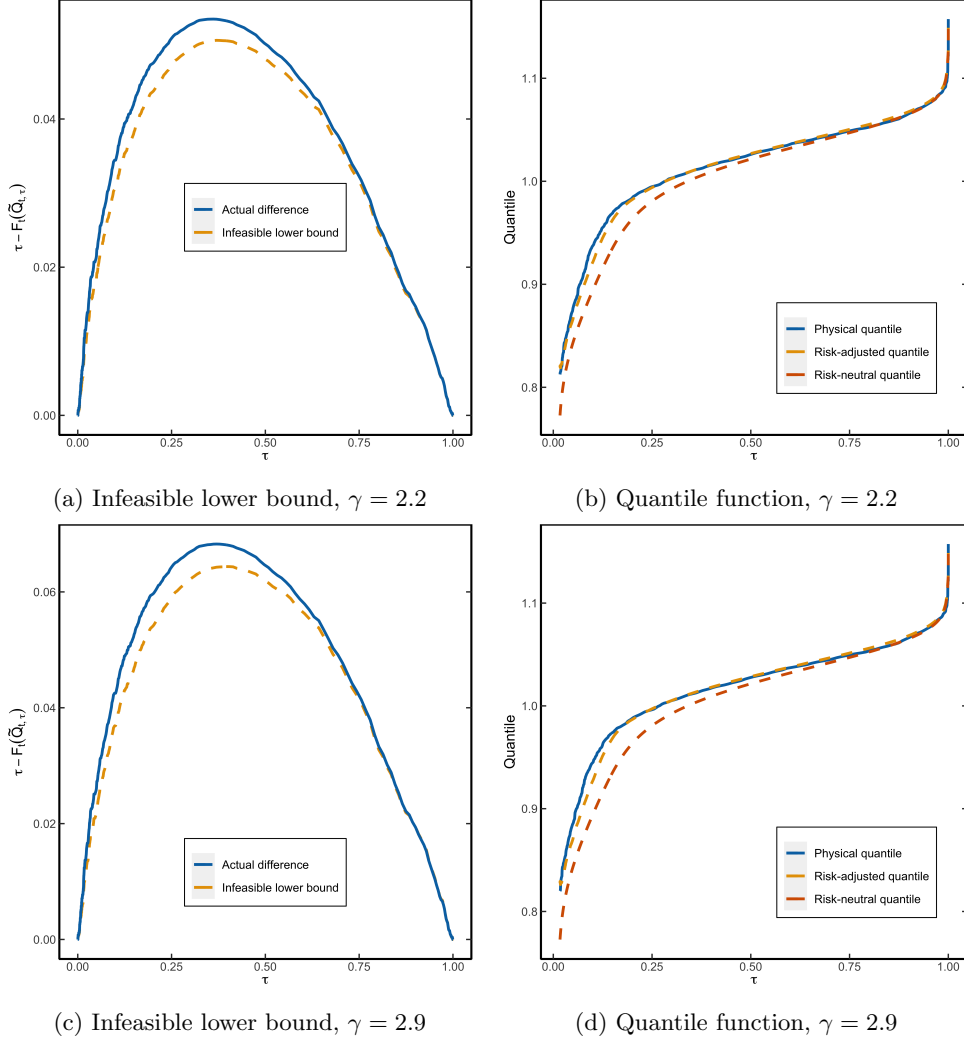 τ − F_t(Q̃_{t, τ})
0.04
0.02
0.00
0.00 0.25 0.50 0.75 1.00
τ
Actual difference
Infeasible lower bound
(a) Infeasible lower bound, γ = 2.2
Quantile
1.1
1.0
0.9
0.8
0.00 0.25 0.50 0.75 1.00
τ
Physical quantile
Risk-adjusted quantile
Risk-neutral quantile
(b) Quantile function, γ = 2.2
τ − F_t(Q̃_{t, τ})
0.06
0.04
0.02
0.00
0.00 0.25 0.50 0.75 1.00
τ
Actual difference
Infeasible lower bound
(c) Infeasible lower bound, γ = 2.9
Quantile
1.1
1.0
0.9
0.8
0.00 0.25 0.50 0.75 1.00
τ
Physical quantile
Risk-adjusted quantile
Risk-neutral quantile
(d) Quantile function, γ = 2.9